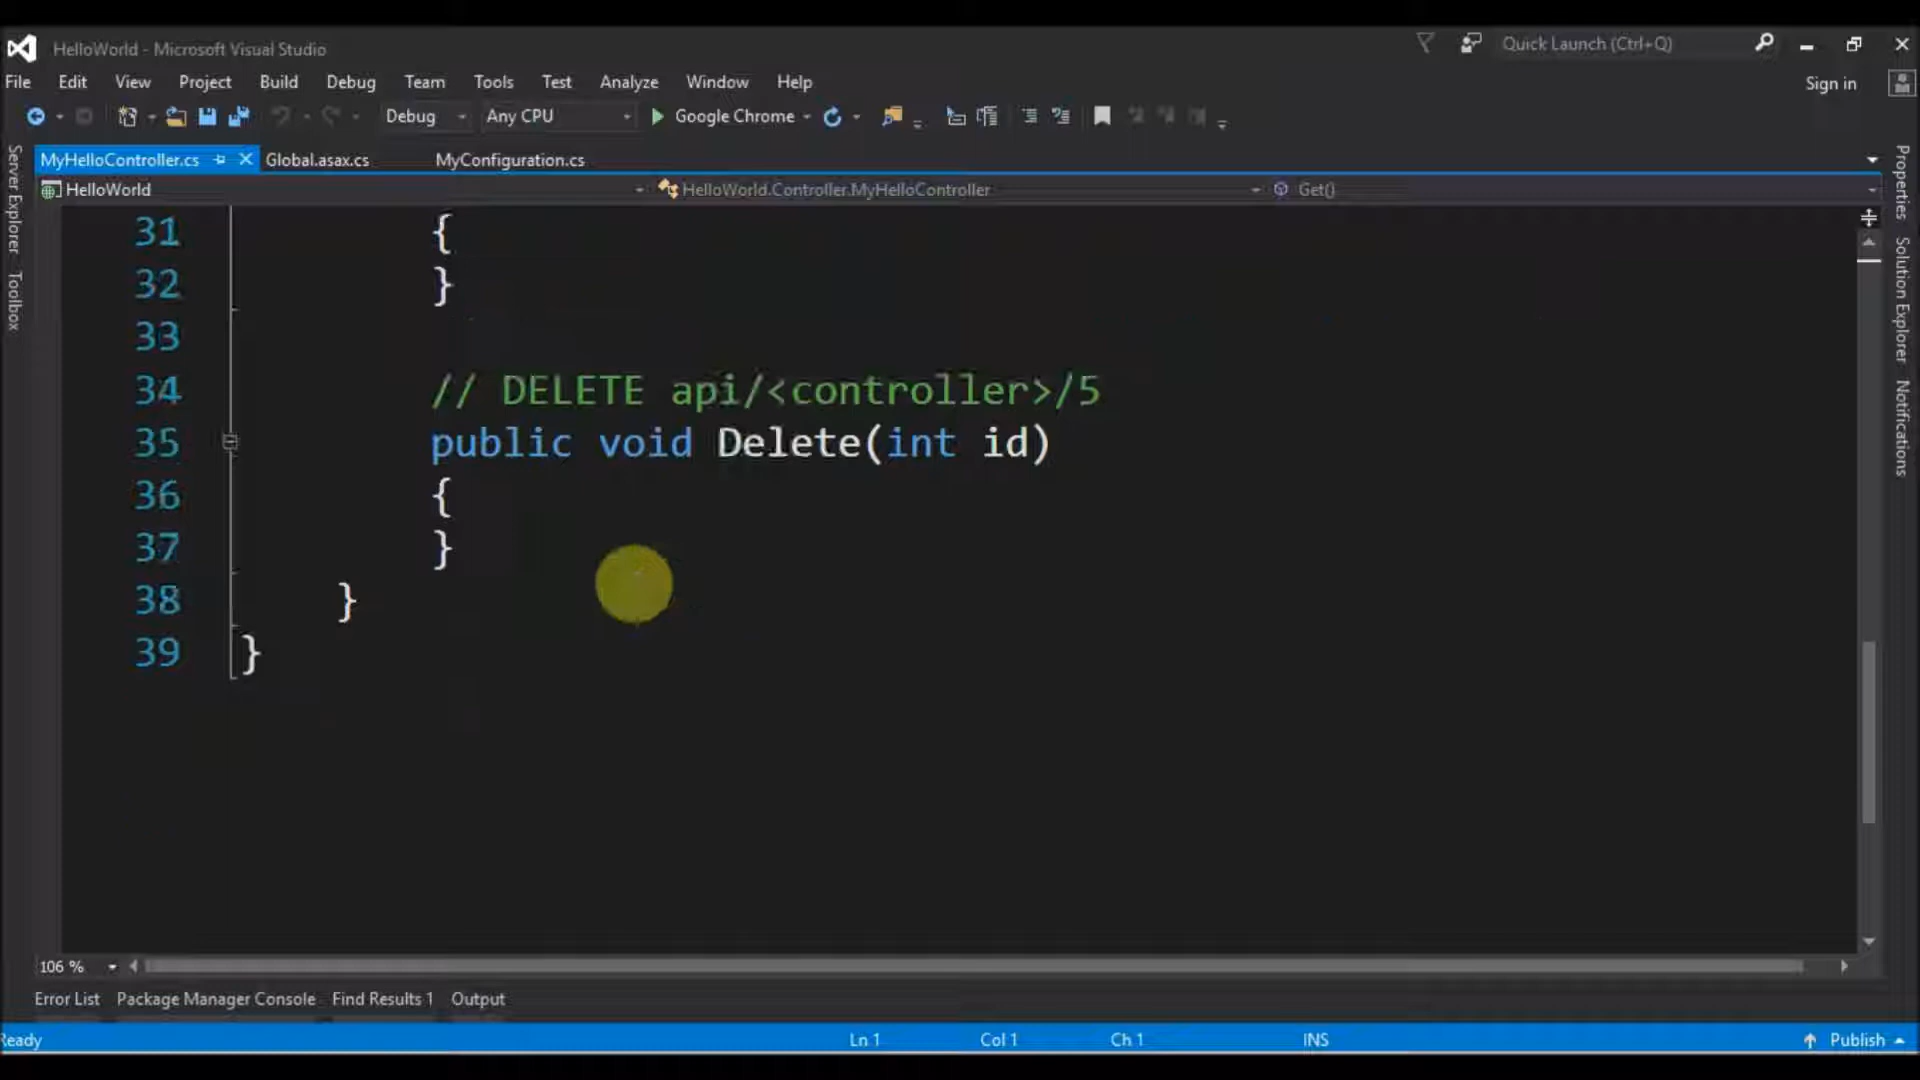 HelloWorld - Microsoft Visual Studio
Quick Launch (Ctrl+Q)
File Edit View Project Build Debug Team Tools Test Analyze Window Help
Sign in
Debug Any CPU Google Chrome
MyHelloController.cs Global.asax.cs MyConfiguration.cs
HelloWorld HelloWorld.Controller.MyHelloController Get()
Server Explorer
Toolbox
Properties
Solution Explorer
Notifications
31 {
32 }
33
34 // DELETE api/<controller>/5
35 public void Delete(int id)
36 {
37 }
38 }
39 }
106 %
Error List Package Manager Console Find Results 1 Output
Ready Ln 1 Col 1 Ch 1 INS Publish